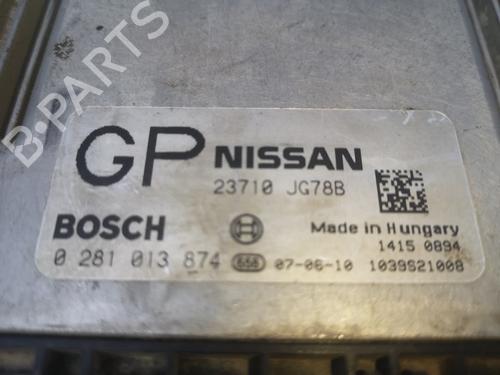 B-PARTS
GP NISSAN
23710 JG78B
BOSCH
Made in Hungary
1415 0894
0 281 013 874 658 07-06-10 1039S21008